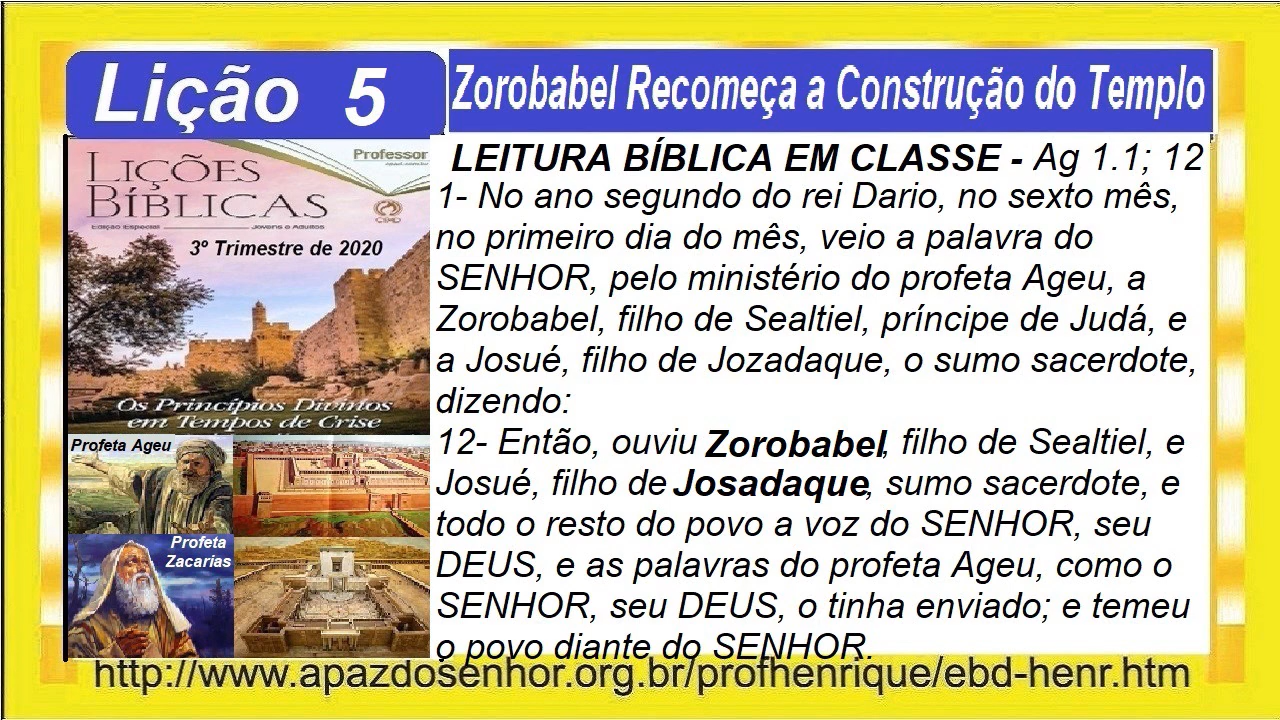 Lição 5
Zorobabel Recomeça a Construção do Templo
Professor
LIÇÕES
BÍBLICAS
Edição Especial
Jovens e Adultos
CPAD
3º Trimestre de 2020
Os Princípios Divinos
em Tempos de Crise
Profeta Ageu
Profeta
Zacarias
LEITURA BÍBLICA EM CLASSE - Ag 1.1; 12
1- No ano segundo do rei Dario, no sexto mês,
no primeiro dia do mês, veio a palavra do
SENHOR, pelo ministério do profeta Ageu, a
Zorobabel, filho de Sealtiel, príncipe de Judá, e
a Josué, filho de Jozadaque, o sumo sacerdote,
dizendo:
12- Então, ouviu Zorobabel, filho de Sealtiel, e
Josué, filho de Josadaque, sumo sacerdote, e
todo o resto do povo a voz do SENHOR, seu
DEUS, e as palavras do profeta Ageu, como o
SENHOR, seu DEUS, o tinha enviado; e temeu
o povo diante do SENHOR.
http://www.apazdosenhor.org.br/profhenrique/ebd-henr.htm